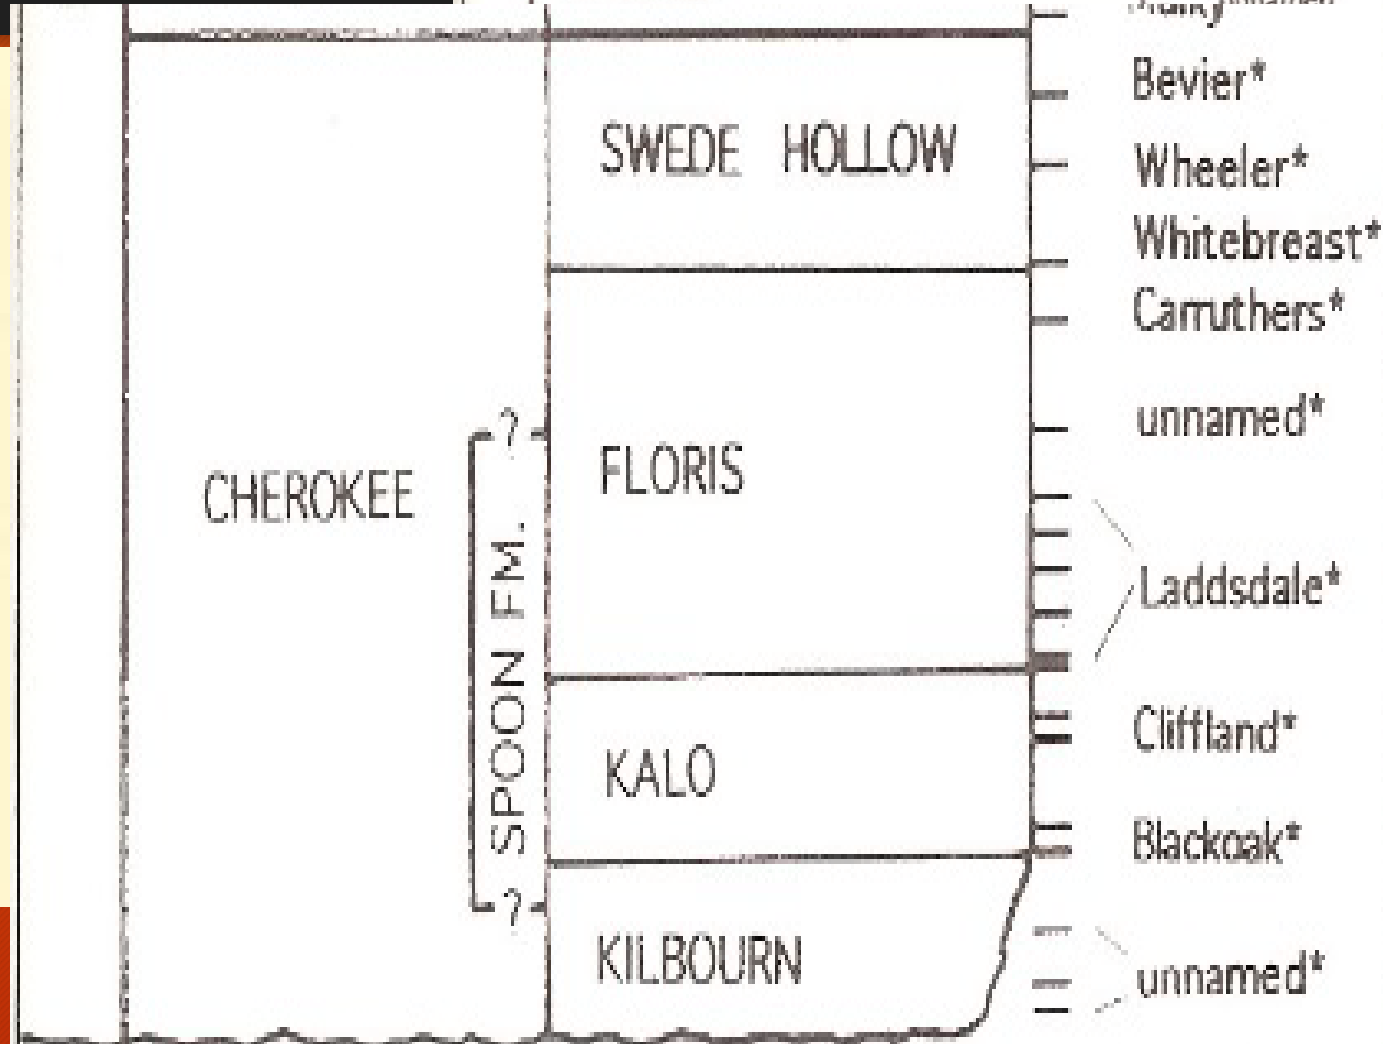 Bevier*
SWEDE HOLLOW
Wheeler*
Whitebreast*
Carruthers*
?
unnamed*
FLORIS
CHEROKEE
SPOON FM.
Laddsdale*
Cliffland*
KALO
Blackoak*
?
KILBOURN
unnamed*